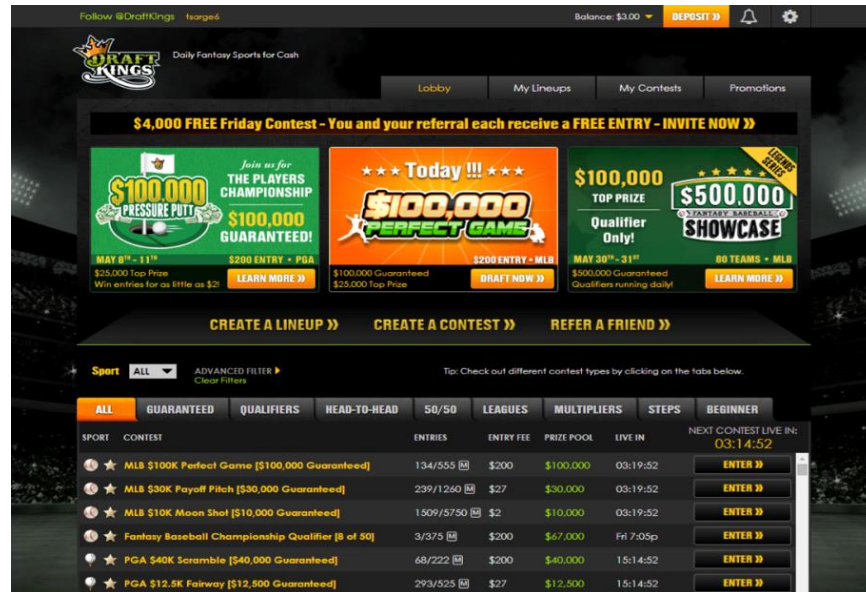 Follow @DraftKings tsarge6 Balance: $3.00 DEPOSIT »
DRAFT
KINGS
Daily Fantasy Sports for Cash
Lobby My Lineups My Contests Promotions
$4,000 FREE Friday Contest - You and your referral each receive a FREE ENTRY - INVITE NOW »
$100,000
PRESSURE PUTT
Join us for
THE PLAYERS
CHAMPIONSHIP
$100,000
GUARANTEED!
MAY 8TH - 11TH $200 ENTRY • PGA
$25,000 Top Prize
Win entries for as little as $2!
LEARN MORE »
Today !!!
$100,000
PERFECT GAME
$200 ENTRY • MLB
$100,000 Guaranteed
$25,000 Top Prize
DRAFT NOW »
LEGENDS
SERIES
$100,000
TOP PRIZE
Qualifier
Only!
$500,000
FANTASY BASEBALL
SHOWCASE
MAY 30TH - 31ST 80 TEAMS • MLB
$500,000 Guaranteed
Qualifiers running daily!
LEARN MORE »
CREATE A LINEUP » CREATE A CONTEST » REFER A FRIEND »
Sport ALL ADVANCED FILTER Tip: Check out different contest types by clicking on the tabs below.
Clear Filters
ALL GUARANTEED QUALIFIERS HEAD-TO-HEAD 50/50 LEAGUES MULTIPLIERS STEPS BEGINNER
SPORT CONTEST ENTRIES ENTRY FEE PRIZE POOL LIVE IN NEXT CONTEST LIVE IN:
03:14:52
MLB $100K Perfect Game [$100,000 Guaranteed] 134/555 M $200 $100,000 03:19:52 ENTER »
MLB $30K Payoff Pitch [$30,000 Guaranteed] 239/1260 M $27 $30,000 03:19:52 ENTER »
MLB $10K Moon Shot [$10,000 Guaranteed] 1509/5750 M $2 $10,000 03:19:52 ENTER »
Fantasy Baseball Championship Qualifier [8 of 50] 3/375 M $200 $67,000 Fri 7:05p ENTER »
PGA $40K Scramble [$40,000 Guaranteed] 68/222 M $200 $40,000 15:14:52 ENTER »
PGA $12.5K Fairway [$12,500 Guaranteed] 293/525 M $27 $12,500 15:14:52 ENTER »